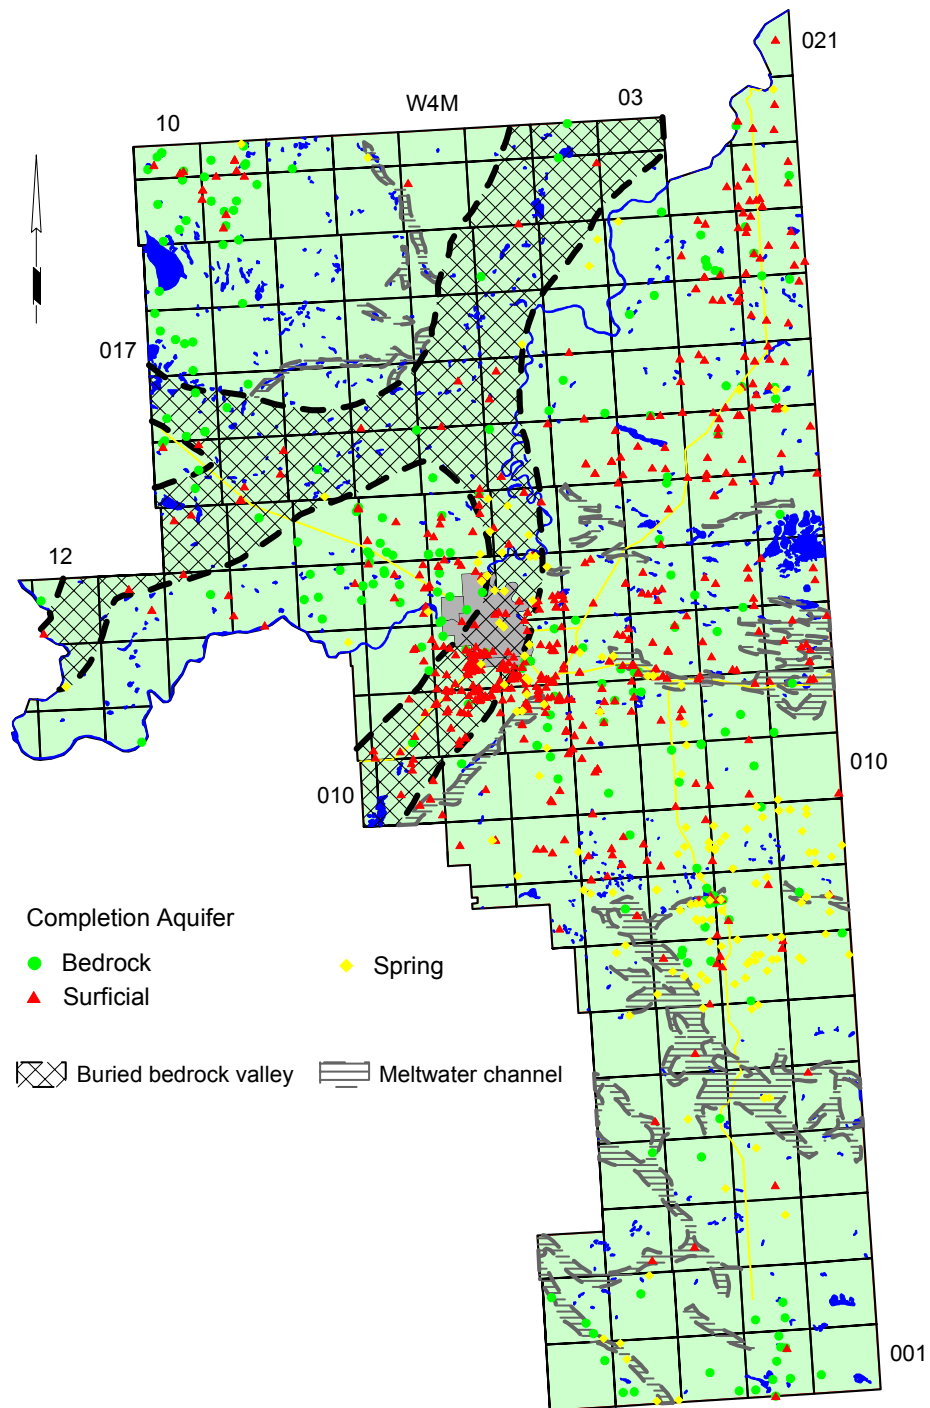 021
W4M
03
10
017
12
010
010
Completion Aquifer
Bedrock
Spring
Surficial
Buried bedrock valley
Meltwater channel
001